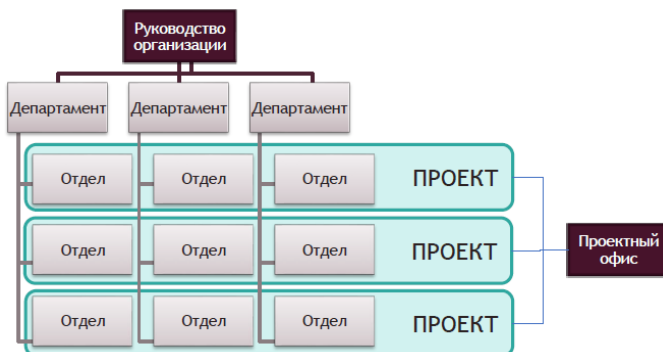 Руководство
организации
Департамент Департамент Департамент
Отдел Отдел Отдел ПРОЕКТ
Отдел Отдел Отдел ПРОЕКТ
Проектный
офис
Отдел Отдел Отдел ПРОЕКТ